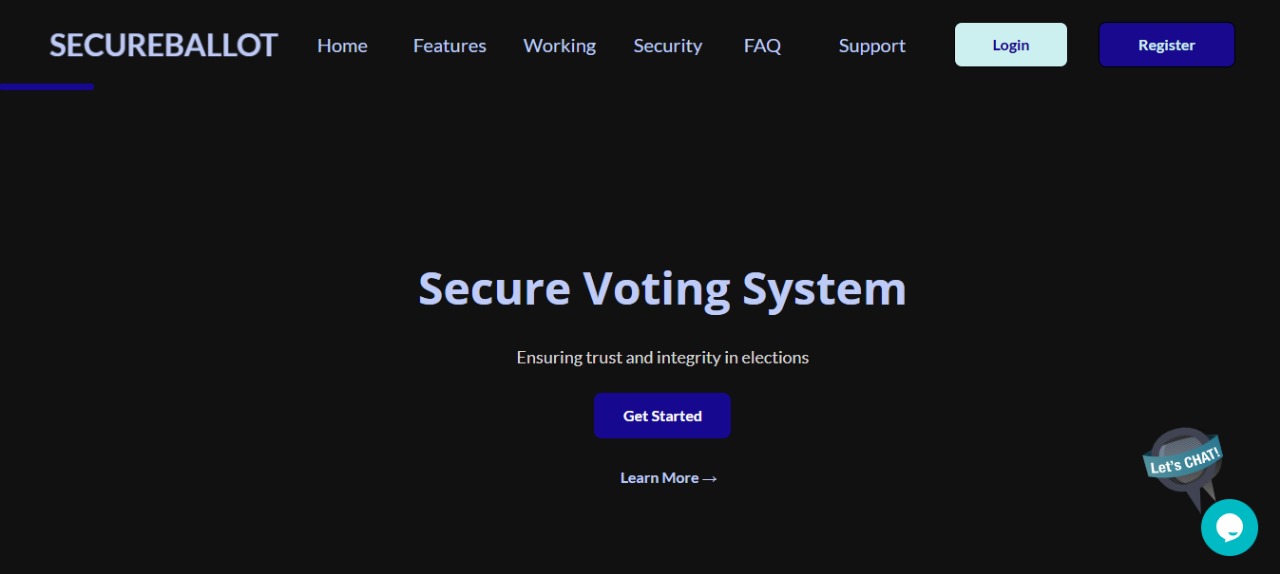 SECUREBALLOT Home Features Working Security FAQ Support Login Register
Secure Voting System
Ensuring trust and integrity in elections
Get Started
Learn More →
Let's CHAT!